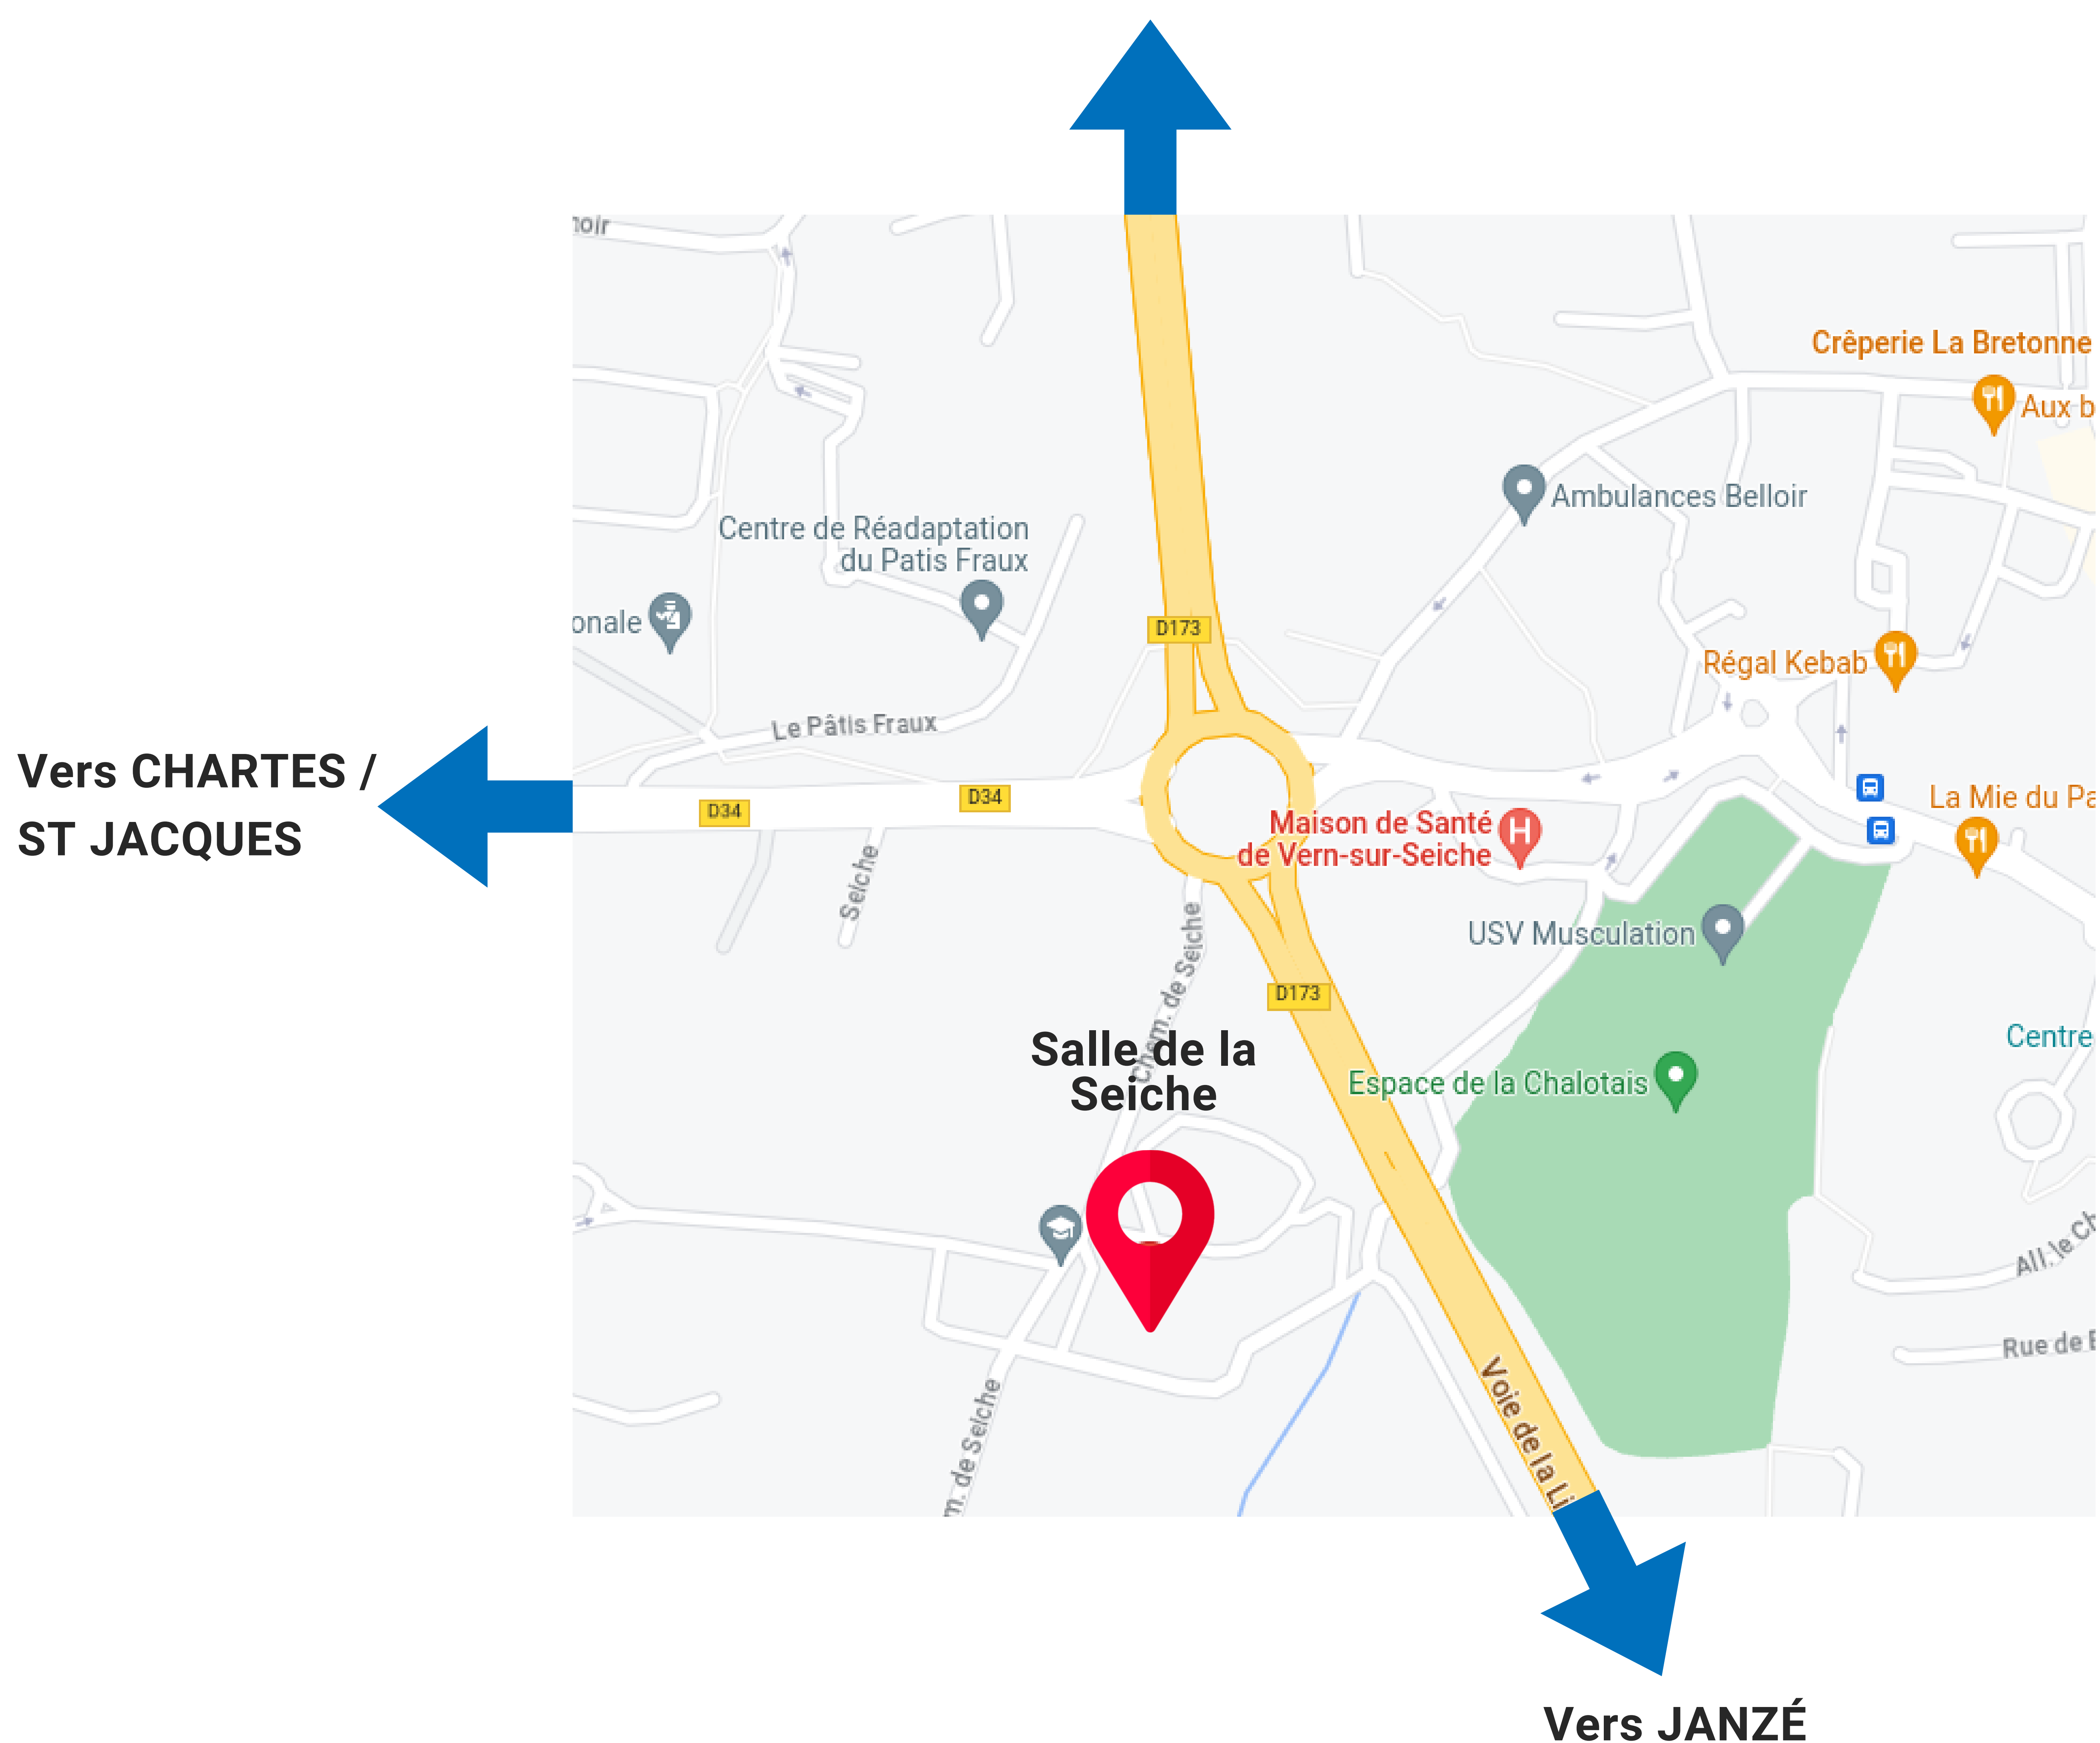 noir
Crêperie La Bretonne
Aux b
Ambulances Belloir
Centre de Réadaptation
du Patis Fraux
onale
D173
Régal Kebab
Le Pâtis Fraux
Vers CHARTES /
ST JACQUES
D34
D34
La Mie du Pa
Maison de Santé
de Vern-sur-Seiche
Seiche
USV Musculation
Chem. de Seiche
D173
Salle de la
Seiche
Centre
Espace de la Chalotais
All. le Ch
Rue de B
Voie de la Li
m. de Seiche
Vers JANZÉ